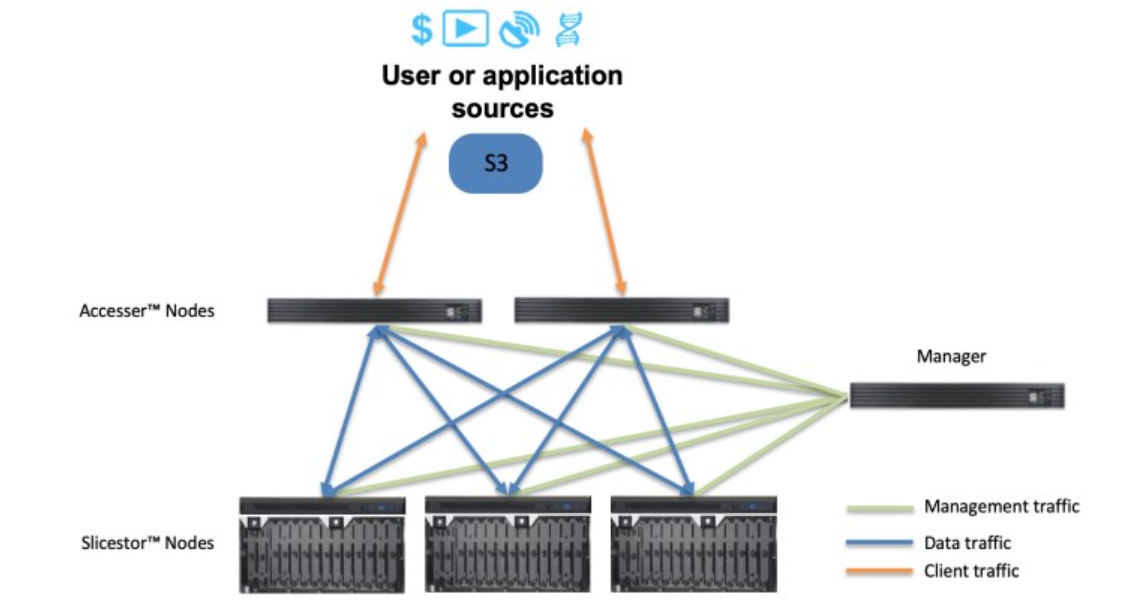 $
User or application
sources
S3
Accesser™ Nodes
Manager
Slicestor™ Nodes
Management traffic
Data traffic
Client traffic